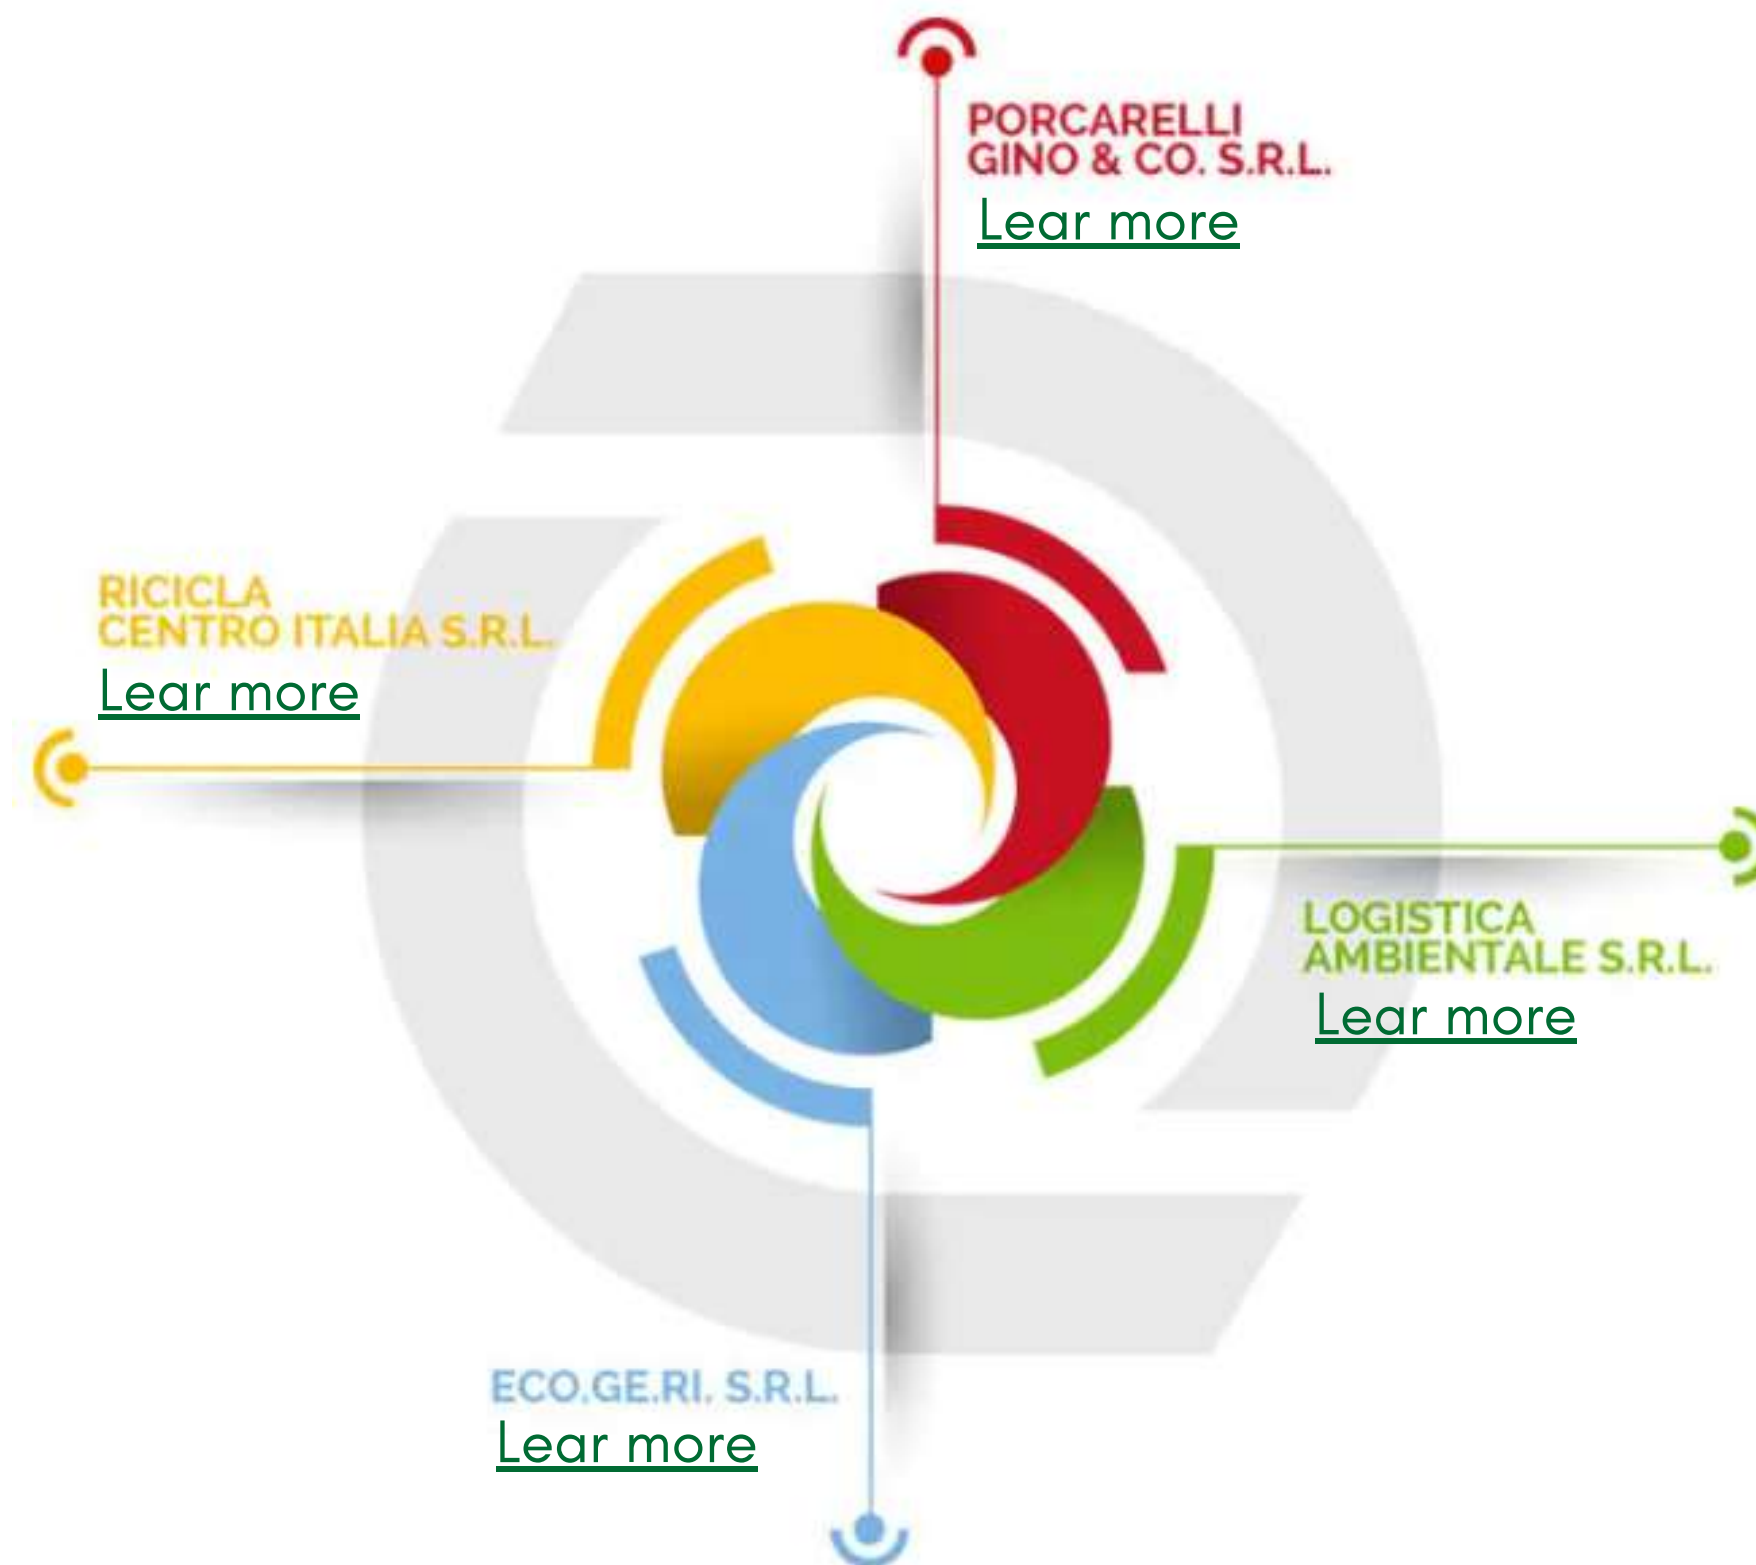 PORCARELLI
GINO & CO. S.R.L.
Lear more
RICICLA
CENTRO ITALIA S.R.L.
Lear more
LOGISTICA
AMBIENTALE S.R.L.
Lear more
ECO.GE.RI. S.R.L.
Lear more